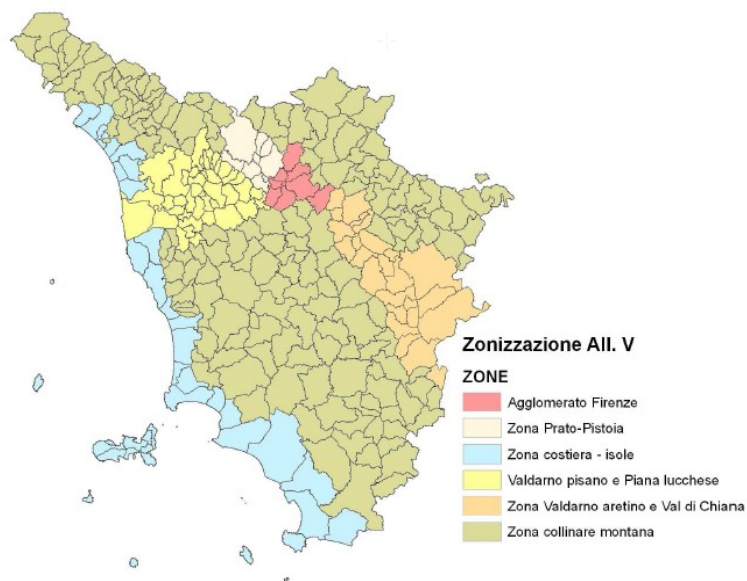 Zonizzazione All. V
ZONE
Agglomerato Firenze
Zona Prato-Pistoia
Zona costiera - isole
Valdarno pisano e Piana lucchese
Zona Valdarno aretino e Val di Chiana
Zona collinare montana